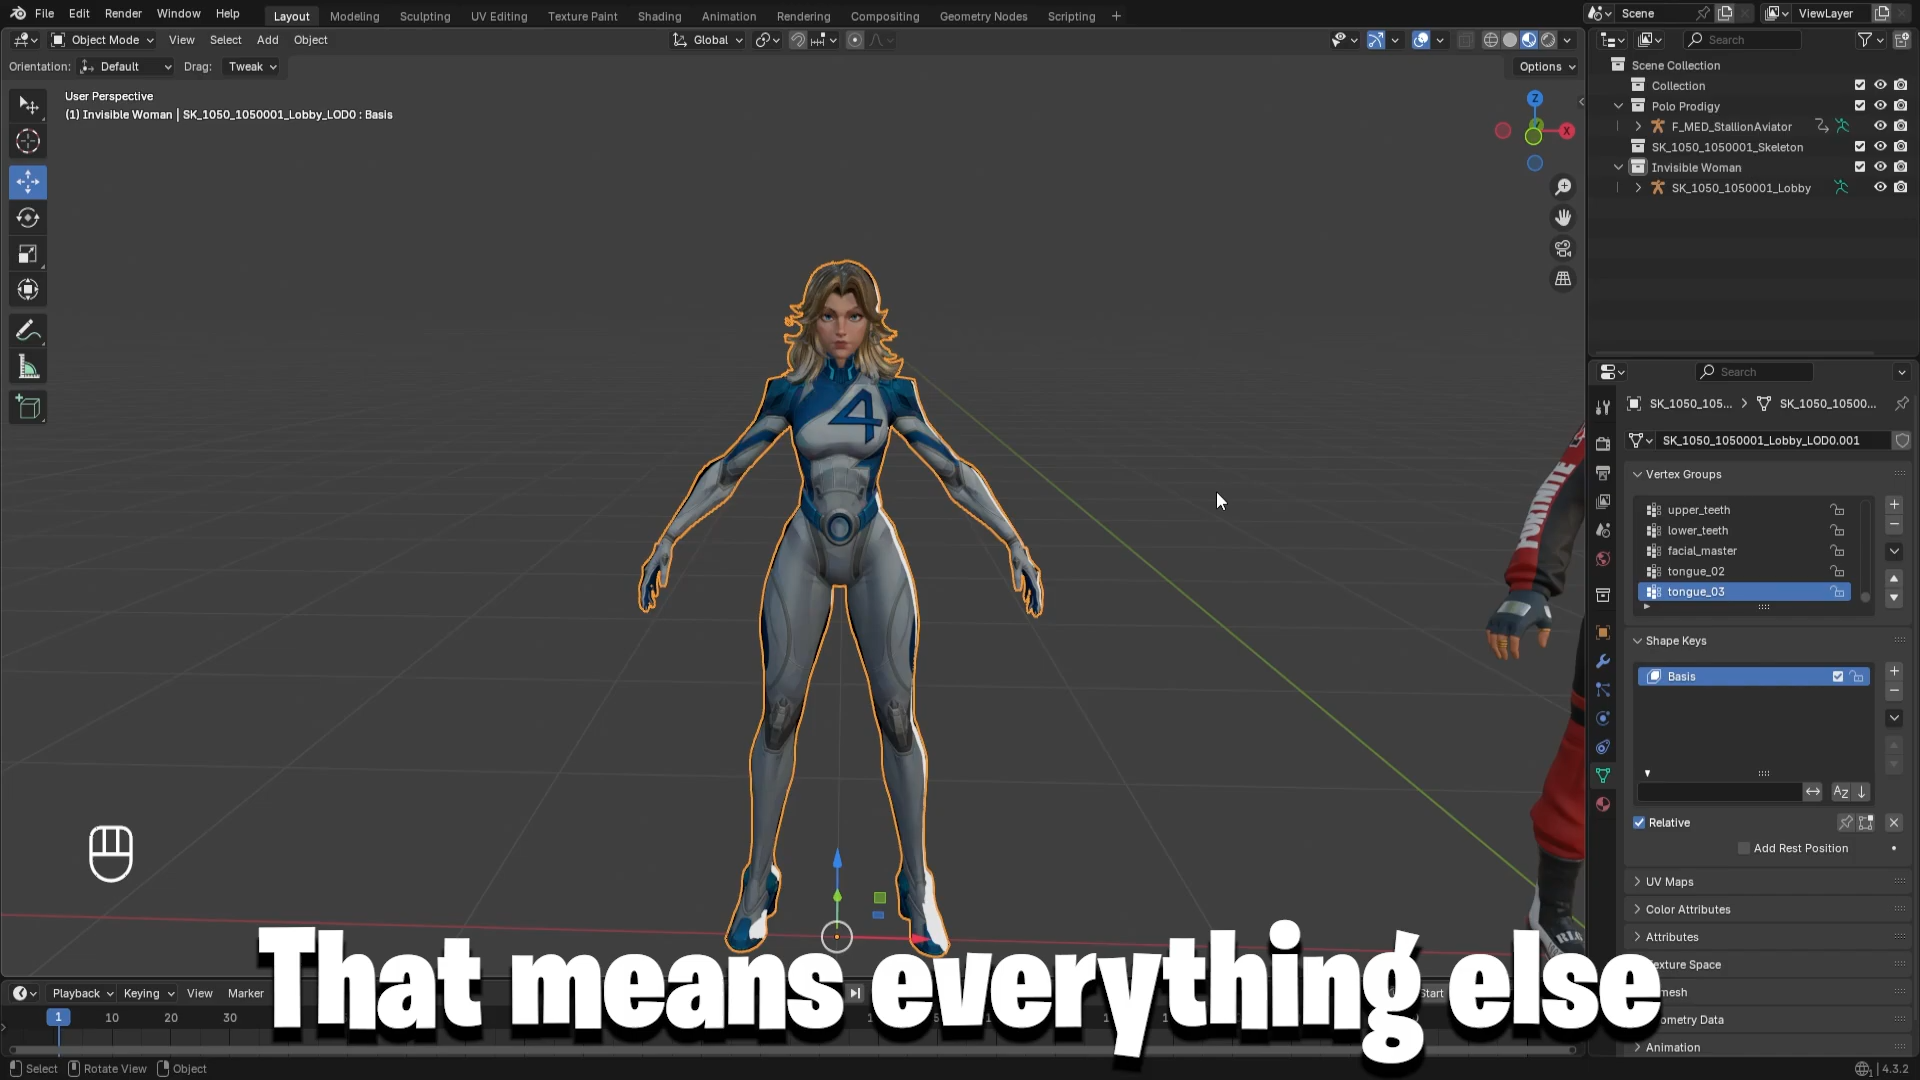 File Edit Render Window Help
Layout Modeling Sculpting UV Editing Texture Paint Shading Animation Rendering Compositing Geometry Nodes Scripting +
Scene
ViewLayer
Object Mode View Select Add Object
Global
Search
Orientation: Default Drag: Tweak
Options
User Perspective
(1) Invisible Woman | SK_1050_1050001_Lobby_LOD0 : Basis
Z
X
4
FORTNITE
Scene Collection
Collection
Polo Prodigy
F_MED_StallionAviator
SK_1050_1050001_Skeleton
Invisible Woman
SK_1050_1050001_Lobby
Search
SK_1050_105... > SK_1050_10500...
SK_1050_1050001_Lobby_LOD0.001
Vertex Groups
upper_teeth
lower_teeth
facial_master
tongue_02
tongue_03
Shape Keys
Basis
Relative
Add Rest Position
UV Maps
Color Attributes
Attributes
exture Space
mesh
eometry Data
Animation
That means everything else
Playback Keying View Marker
Start
1 10 20 30
Select Rotate View Object
4.3.2